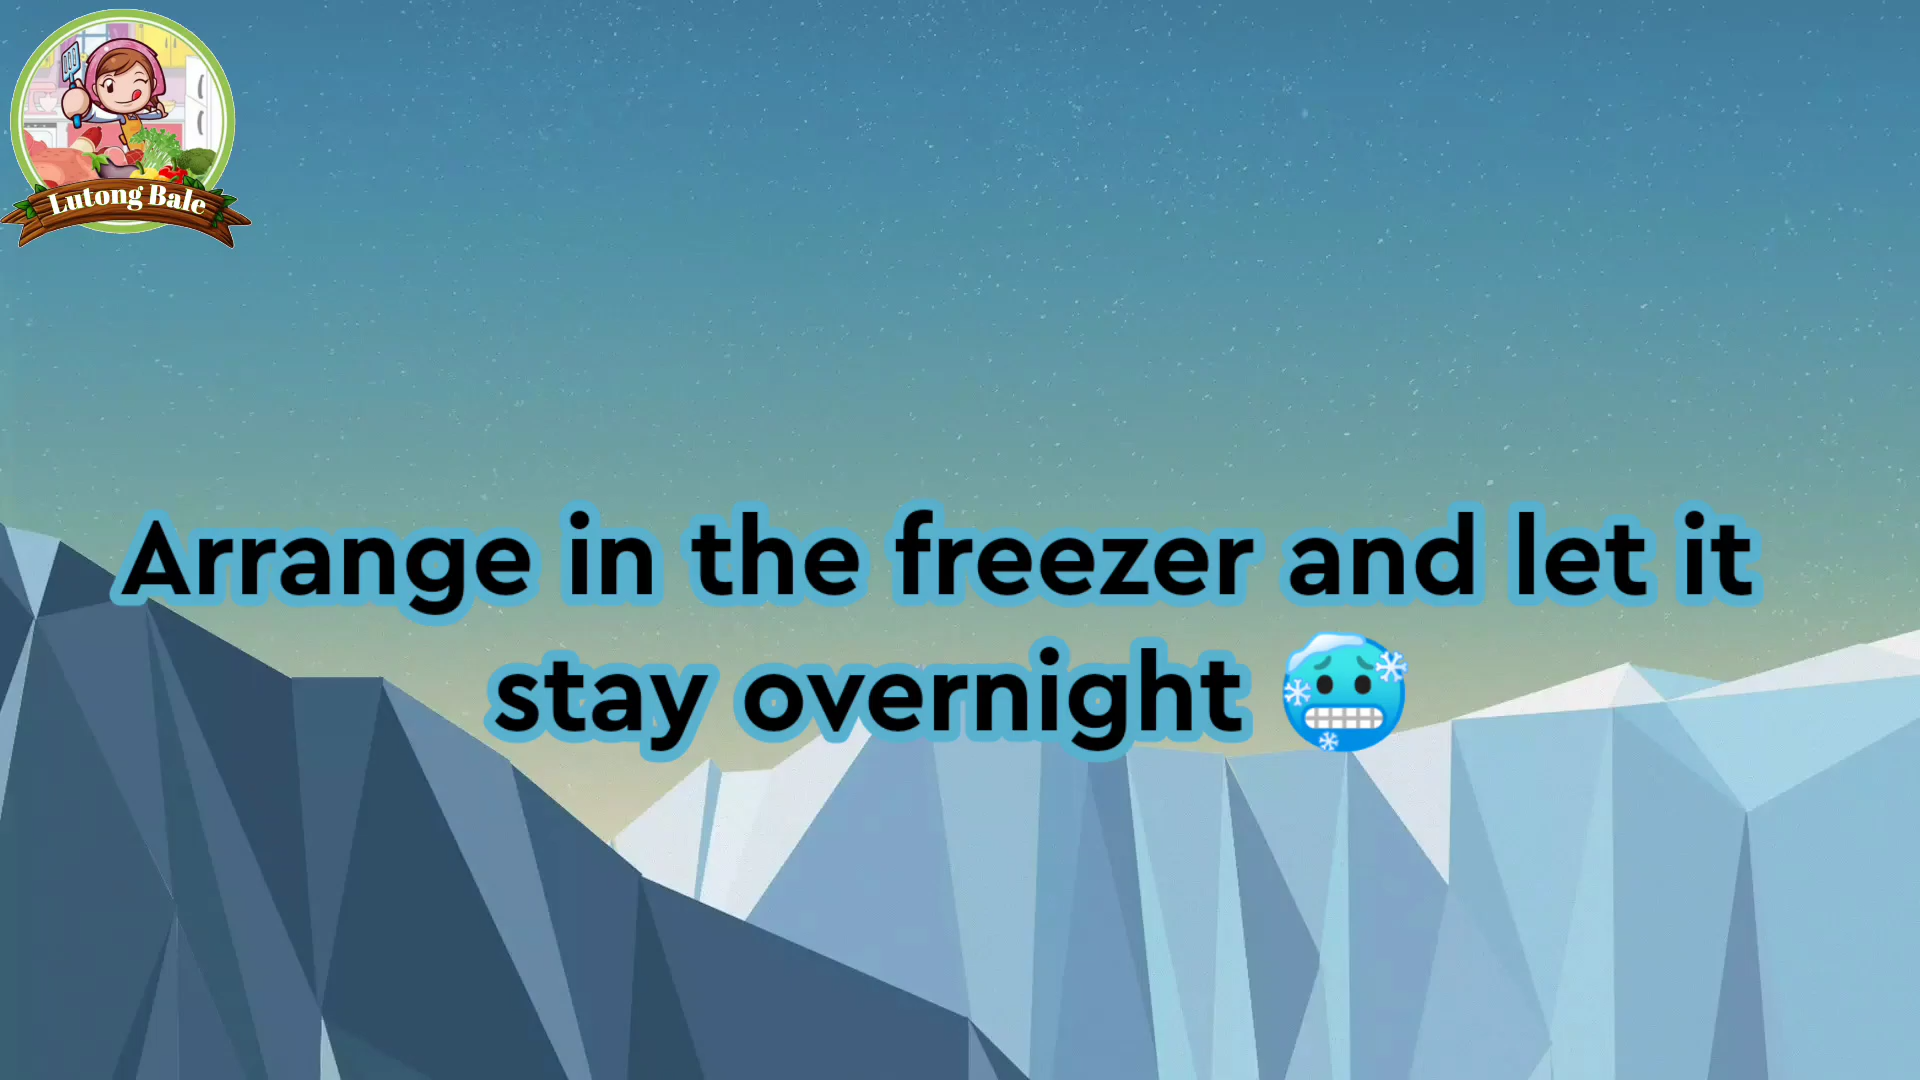 Lutong Bale
Arrange in the freezer and let it
stay overnight 🥶